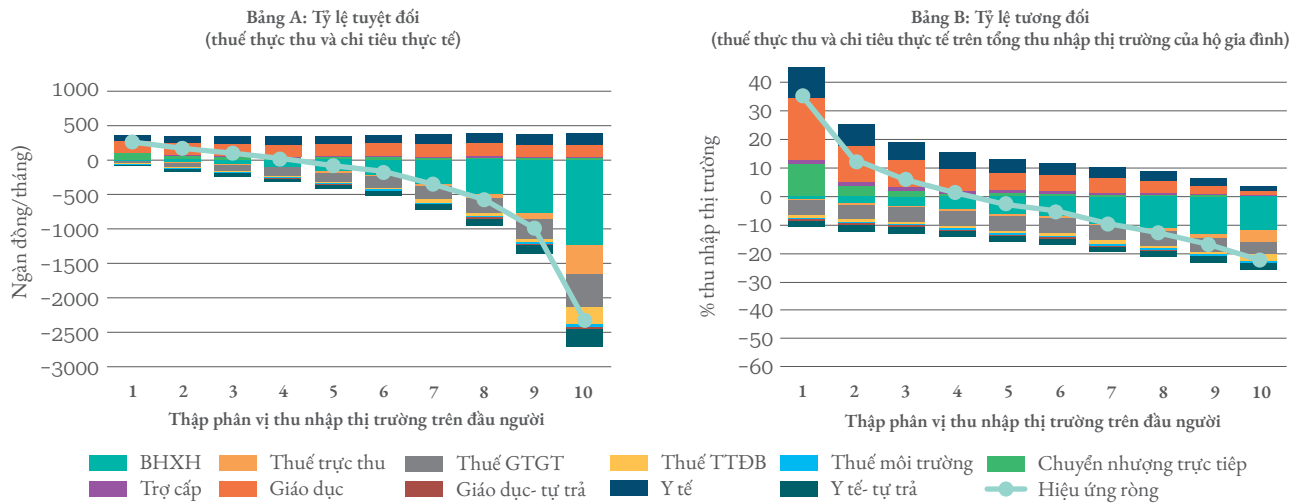 Bảng A: Tỷ lệ tuyệt đối
(thuế thực thu và chi tiêu thực tế)
Ngàn đồng/tháng)
1000
500
0
-500
-1000
-1500
-2000
-2500
-3000
1 2 3 4 5 6 7 8 9 10
Thập phân vị thu nhập thị trường trên đầu người
Bảng B: Tỷ lệ tương đối
(thuế thực thu và chi tiêu thực tế trên tổng thu nhập thị trường của hộ gia đình)
% thu nhập thị trường
40
30
20
10
0
-10
-20
-30
-40
-50
-60
1 2 3 4 5 6 7 8 9 10
Thập phân vị thu nhập thị trường trên đầu người
BHXH Thuế trực thu Thuế GTGT Thuế TTĐB Thuế môi trường Chuyển nhượng trực tiếp
Trợ cấp Giáo dục Giáo dục- tự trả Y tế Y tế- tự trả Hiệu ứng ròng